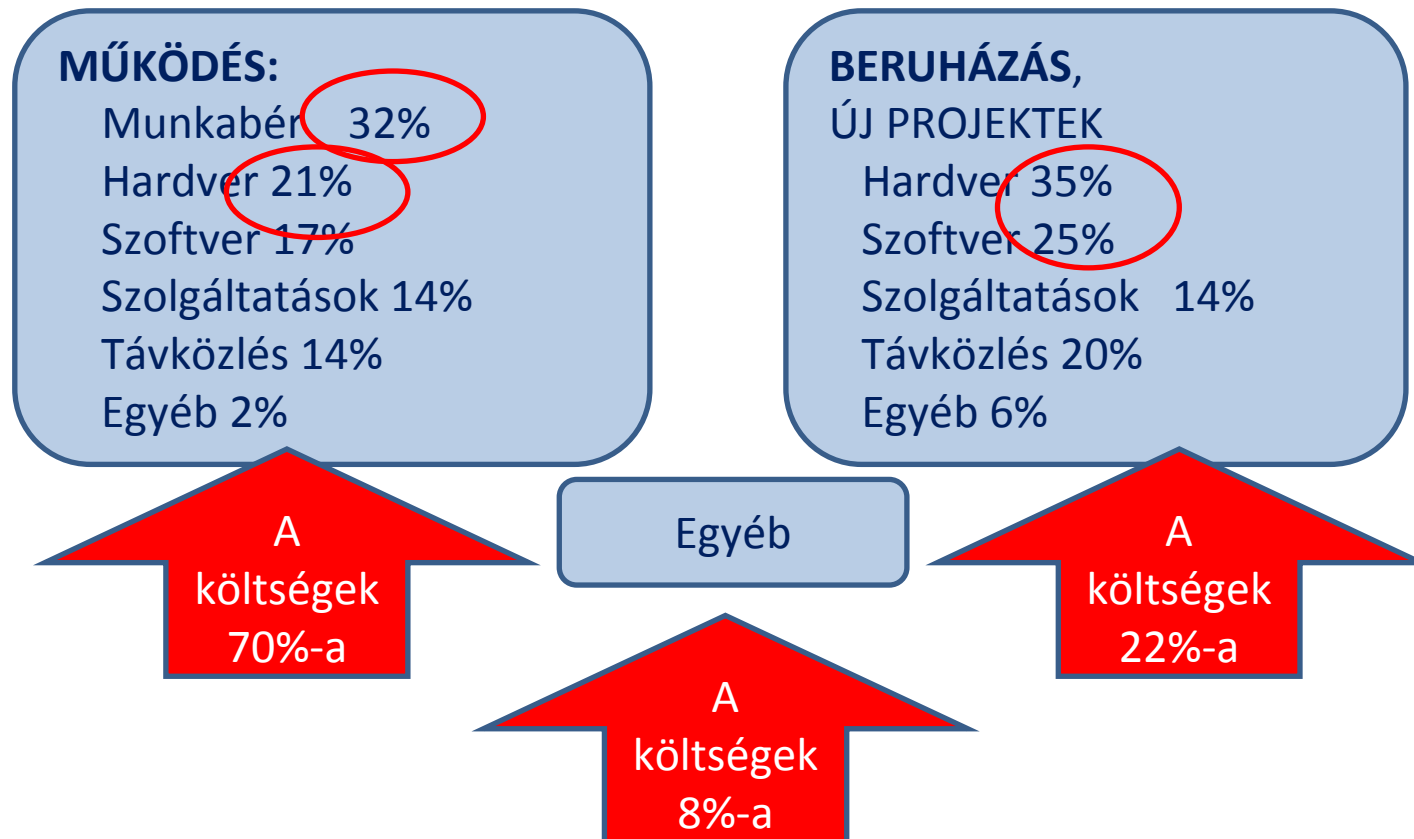 MŰKÖDÉS:
Munkabér 32%
Hardver 21%
Szoftver 17%
Szolgáltatások 14%
Távközlés 14%
Egyéb 2%
BERUHÁZÁS,
ÚJ PROJEKTEK
Hardver 35%
Szoftver 25%
Szolgáltatások 14%
Távközlés 20%
Egyéb 6%
A
költségek
70%-a
Egyéb
A
költségek
8%-a
A
költségek
22%-a